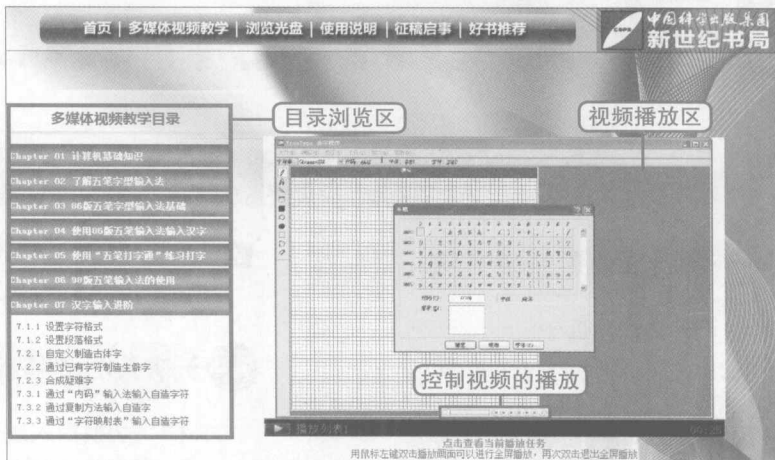 首页 | 多媒体视频教学 | 浏览光盘 | 使用说明 | 征稿启事 | 好书推荐
中国科学出版集团
新世纪书局
多媒体视频教学目录
目录浏览区
视频播放区
Chapter 01 计算机基础知识
Chapter 02 了解五笔字型输入法
Chapter 03 86版五笔字型输入法基础
Chapter 04 使用86版五笔输入法输入汉字
Chapter 05 使用“五笔打字通”练习打字
Chapter 06 98版五笔输入法的使用
Chapter 07 汉字输入进阶
7.1.1 设置字符格式
7.1.2 设置段落格式
7.2.1 自定义制造古体字
7.2.2 通过已有字符制造生僻字
7.2.3 合成疑难字
7.3.1 通过“内码”输入法输入自造字符
7.3.2 通过复制方法输入自造字
7.3.3 通过“字符映射表”输入自造字符
控制视频的播放
播放列表:
点击查看当前播放任务
用鼠标左键双击播放画面可以进行全屏播放，再次双击退出全屏播放